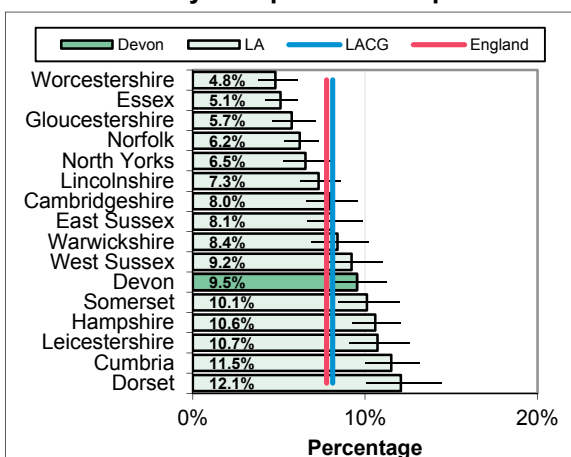 Devon LA LACG England
Worcestershire 4.8%
Essex 5.1%
Gloucestershire 5.7%
Norfolk 6.2%
North Yorks 6.5%
Lincolnshire 7.3%
Cambridgeshire 8.0%
East Sussex 8.1%
Warwickshire 8.4%
West Sussex 9.2%
Devon 9.5%
Somerset 10.1%
Hampshire 10.6%
Leicestershire 10.7%
Cumbria 11.5%
Dorset 12.1%
0% 10% 20%
Percentage